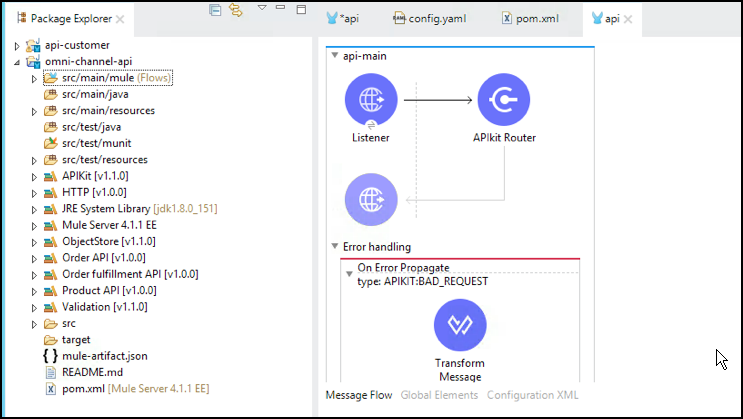 Package Explorer
api-customer
omni-channel-api
src/main/mule (Flows)
src/main/java
src/main/resources
src/test/java
src/test/munit
src/test/resources
APIKit [v1.1.0]
HTTP [v1.0.0]
JRE System Library [jdk1.8.0_151]
Mule Server 4.1.1 EE
ObjectStore [v1.1.0]
Order API [v1.0.0]
Order fulfillment API [v1.0.0]
Product API [v1.0.0]
Validation [v1.1.0]
src
target
mule-artifact.json
README.md
pom.xml [Mule Server 4.1.1 EE]
*api
config.yaml
pom.xml
api
api-main
Listener
APIkit Router
Error handling
On Error Propagate
type: APIKIT:BAD_REQUEST
Transform
Message
Message Flow
Global Elements
Configuration XML